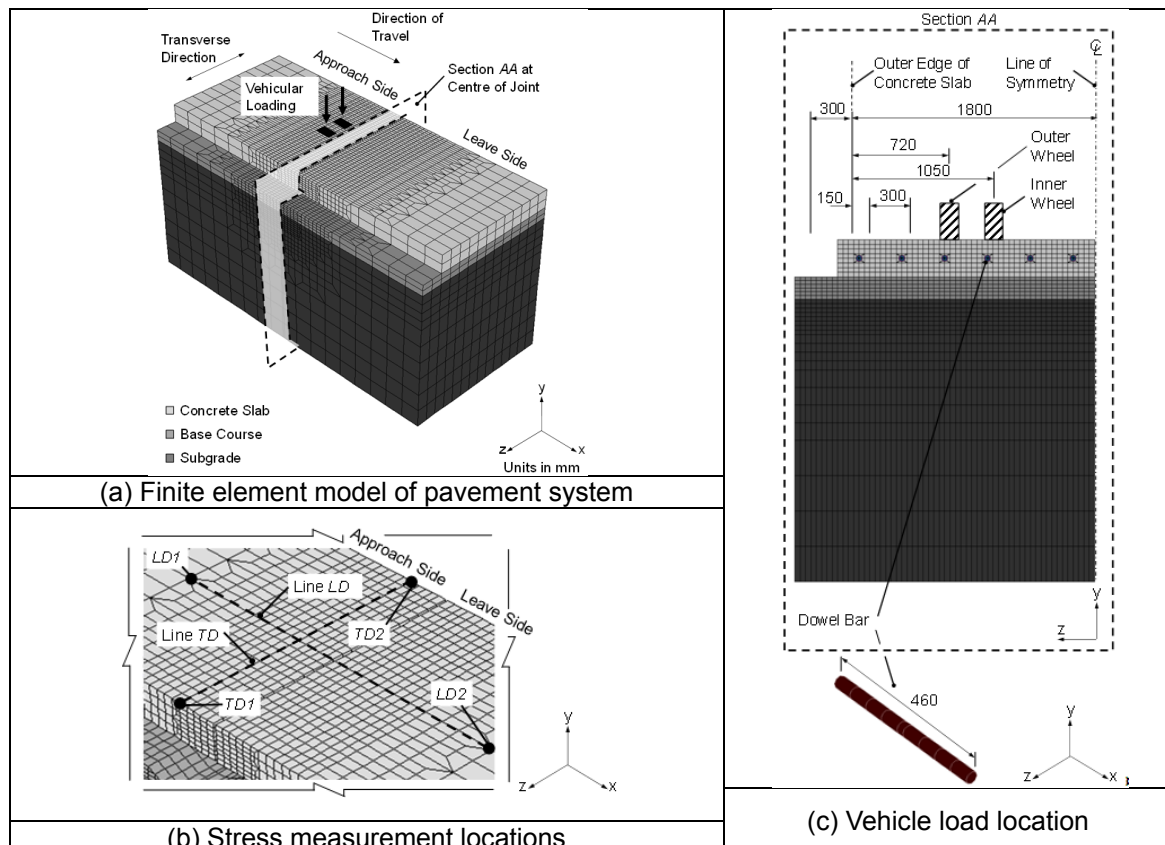 Direction of
Travel
Transverse
Direction
Approach Side
Section AA at
Centre of Joint
Vehicular
Loading
Leave Side
Concrete Slab
Base Course
Subgrade
y
z
x
Units in mm
(a) Finite element model of pavement system
LD1
Approach Side
Line LD
Leave Side
Line TD
TD2
TD1
LD2
y
z
x
(b) Stress measurement locations
Section AA
Outer Edge of
Concrete Slab
Line of
Symmetry
300
1800
720
Outer
Wheel
1050
150
300
Inner
Wheel
y
z
Dowel Bar
460
y
z
x
(c) Vehicle load location